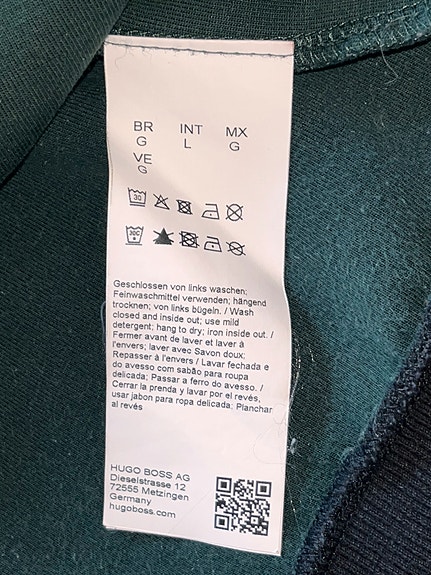 BR INT MX
G L G
VE
G
30
30C
Geschlossen von links waschen;
Feinwaschmittel verwenden; hängend
trocknen; von links bügeln. / Wash
closed and inside out; use mild
detergent; hang to dry; iron inside out. /
Fermer avant de laver et laver à
l'envers; laver avec Savon doux;
Repasser à l'envers / Lavar fechada e
do avesso com sabão para roupa
delicada; Passar a ferro do avesso. /
Cerrar la prenda y lavar por el revés,
usar jabon para ropa delicada; Planchar
al revés
HUGO BOSS AG
Dieselstrasse 12
72555 Metzingen
Germany
hugoboss.com